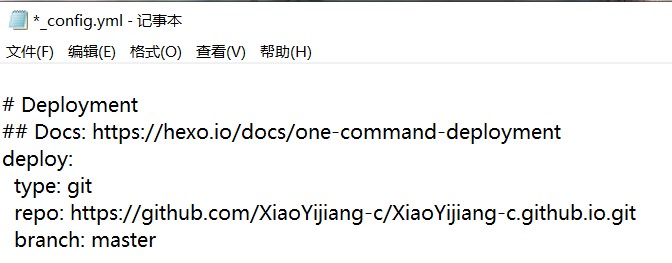 *_config.yml - 记事本
文件(F) 编辑(E) 格式(O) 查看(V) 帮助(H)
# Deployment
## Docs: https://hexo.io/docs/one-command-deployment
deploy:
  type: git
  repo: https://github.com/XiaoYijiang-c/XiaoYijiang-c.github.io.git
  branch: master